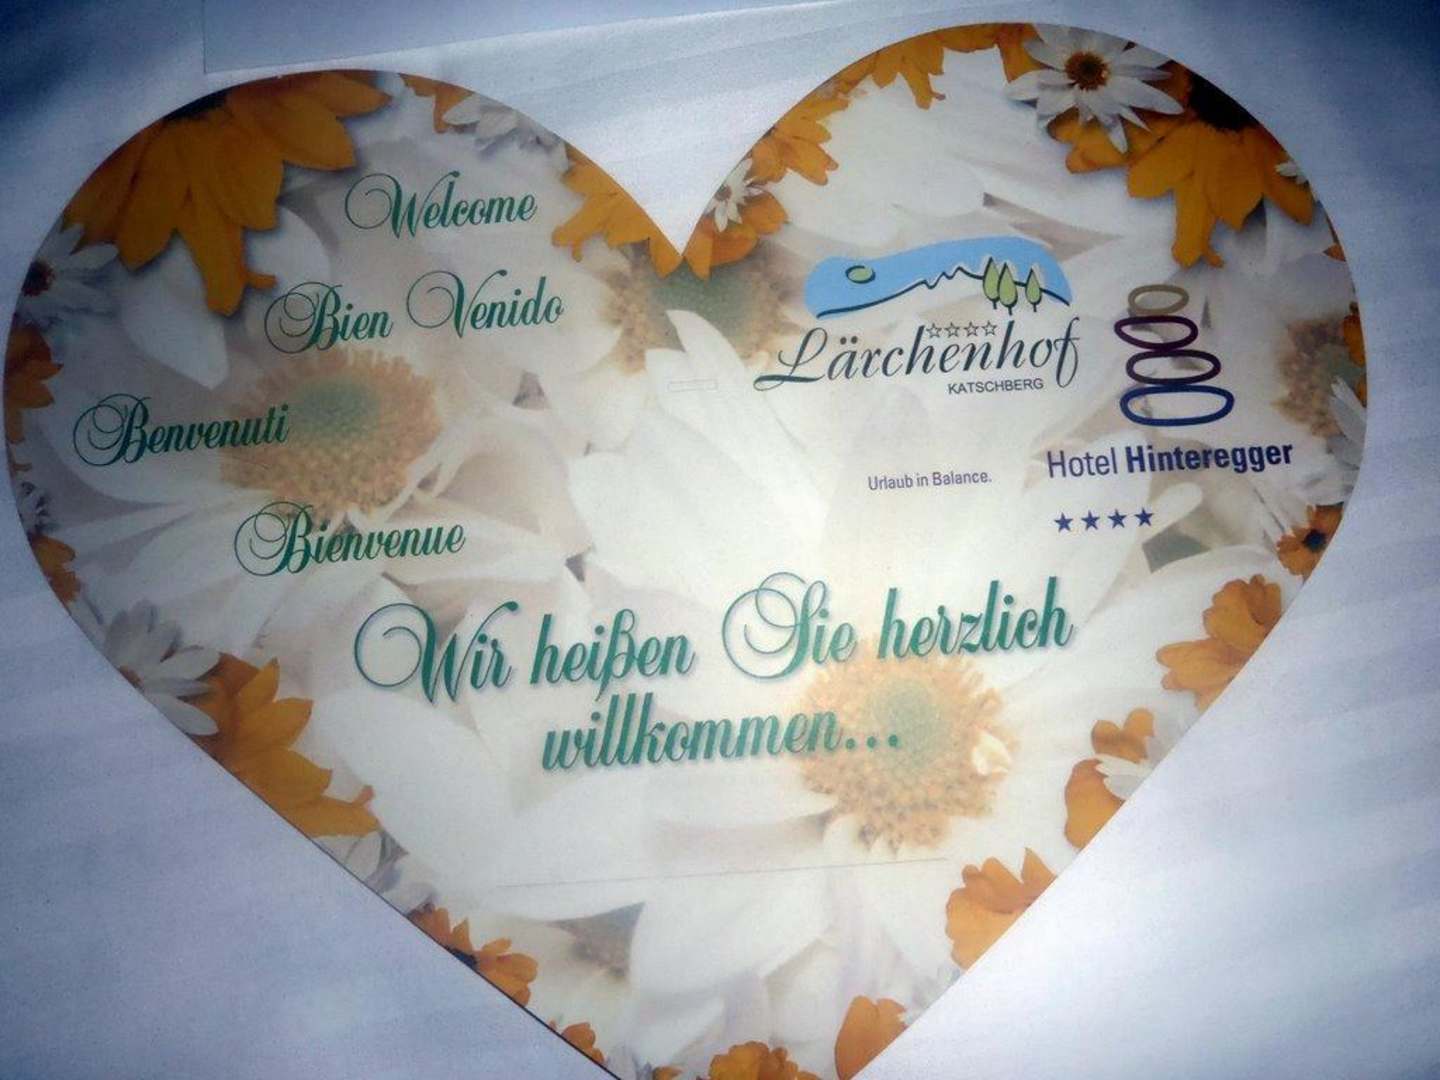 Welcome
Bien Venido
Benvenuti
Bienvenue
Lärchenhof
KATSCHBERG
Urlaub in Balance.
Hotel Hinteregger
Wir heißen Sie herzlich
willkommen...